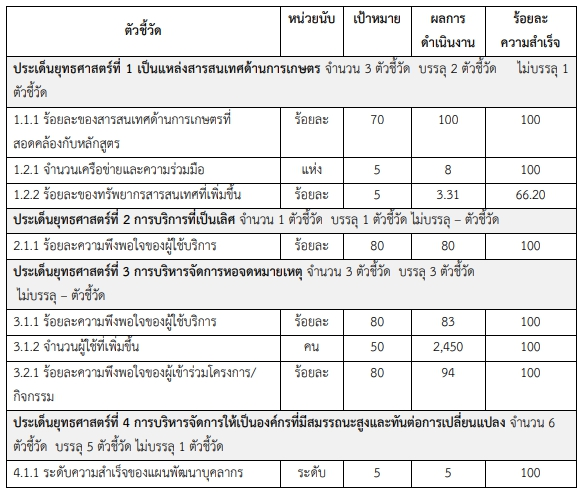 ตัวชี้วัด หน่วยนับ เป้าหมาย ผลการ ร้อยละ
ดำเนินงาน ความสำเร็จ
ประเด็นยุทธศาสตร์ที่ 1 เป็นแหล่งสารสนเทศด้านการเกษตร จำนวน 3 ตัวชี้วัด บรรลุ 2 ตัวชี้วัด ไม่บรรลุ 1
ตัวชี้วัด
1.1.1 ร้อยละของสารสนเทศด้านการเกษตรที่ ร้อยละ 70 100 100
สอดคล้องกับหลักสูตร
1.2.1 จำนวนเครือข่ายและความร่วมมือ แห่ง 5 8 100
1.2.2 ร้อยละของทรัพยากรสารสนเทศที่เพิ่มขึ้น ร้อยละ 5 3.31 66.20
ประเด็นยุทธศาสตร์ที่ 2 การบริการที่เป็นเลิศ จำนวน 1 ตัวชี้วัด บรรลุ 1 ตัวชี้วัด ไม่บรรลุ – ตัวชี้วัด
2.1.1 ร้อยละความพึงพอใจของผู้ใช้บริการ ร้อยละ 80 80 100
ประเด็นยุทธศาสตร์ที่ 3 การบริหารจัดการหอจดหมายเหตุ จำนวน 3 ตัวชี้วัด บรรลุ 3 ตัวชี้วัด
ไม่บรรลุ – ตัวชี้วัด
3.1.1 ร้อยละความพึงพอใจของผู้ใช้บริการ ร้อยละ 80 83 100
3.1.2 จำนวนผู้ใช้ที่เพิ่มขึ้น คน 50 2,450 100
3.2.1 ร้อยละความพึงพอใจของผู้เข้าร่วมโครงการ/ ร้อยละ 80 94 100
กิจกรรม
ประเด็นยุทธศาสตร์ที่ 4 การบริหารจัดการให้เป็นองค์กรที่มีสมรรถนะสูงและทันต่อการเปลี่ยนแปลง จำนวน 6
ตัวชี้วัด บรรลุ 5 ตัวชี้วัด ไม่บรรลุ 1 ตัวชี้วัด
4.1.1 ระดับความสำเร็จของแผนพัฒนาบุคลากร ระดับ 5 5 100